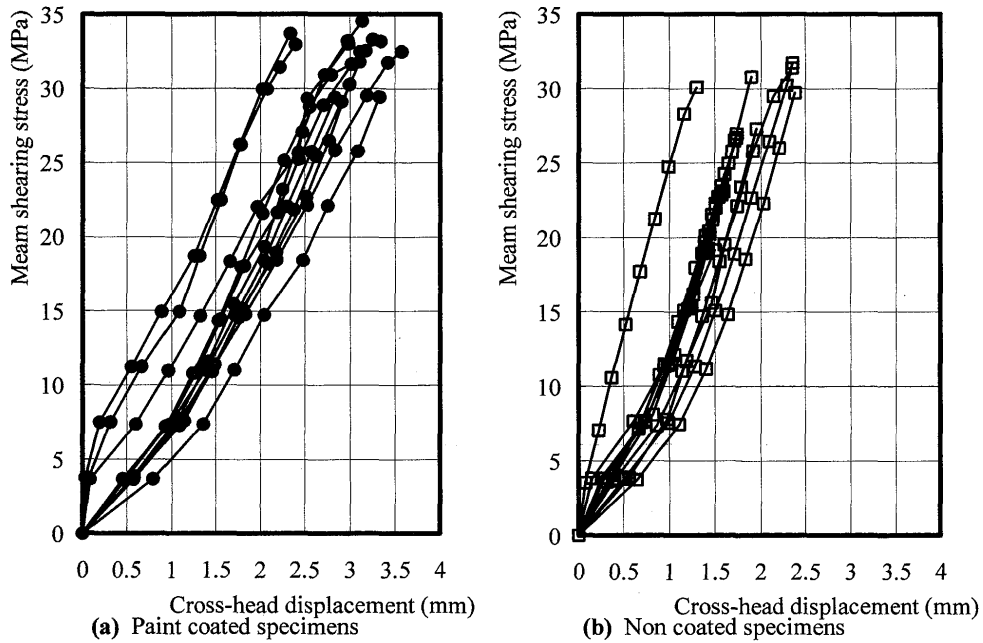 Meam shearing stress (MPa)
35
30
25
20
15
10
5
0
0 0.5 1 1.5 2 2.5 3 3.5 4
Cross-head displacement (mm)
(a) Paint coated specimens
Meam shearing stress (MPa)
35
30
25
20
15
10
5
0
0 0.5 1 1.5 2 2.5 3 3.5 4
Cross-head displacement (mm)
(b) Non coated specimens